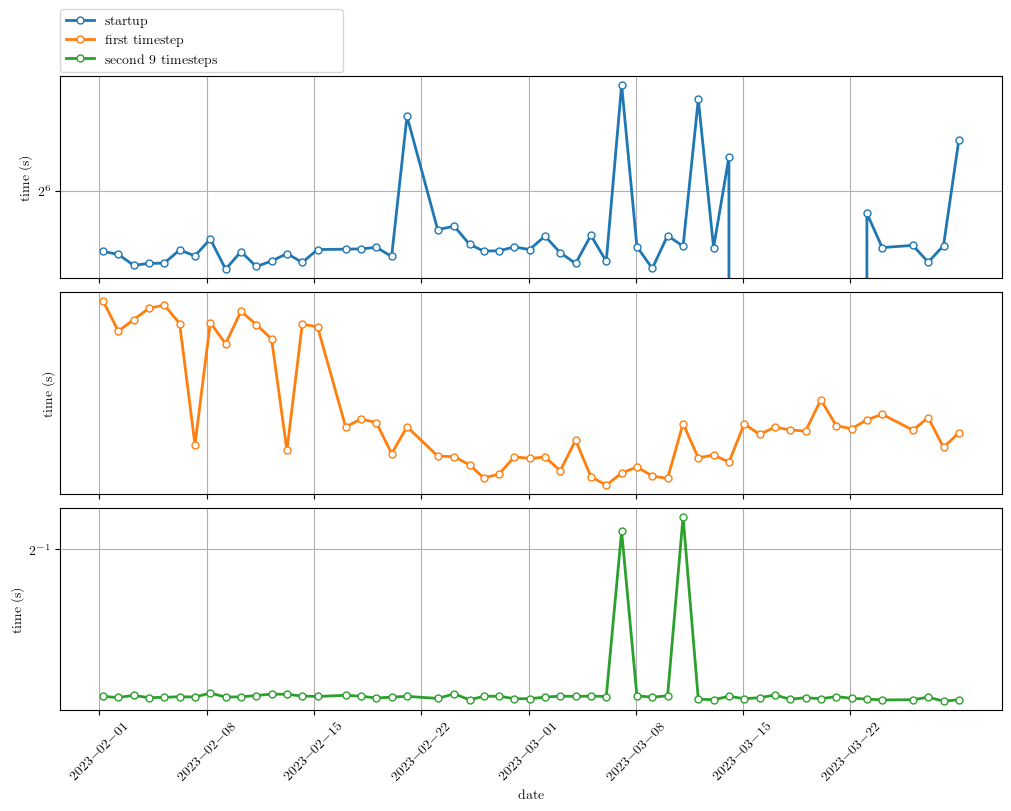 startup
first timestep
second 9 timesteps
time (s)
2^6
time (s)
time (s)
2^−1
2023−02−01
2023−02−08
2023−02−15
2023−02−22
2023−03−01
2023−03−08
2023−03−15
2023−03−22
date